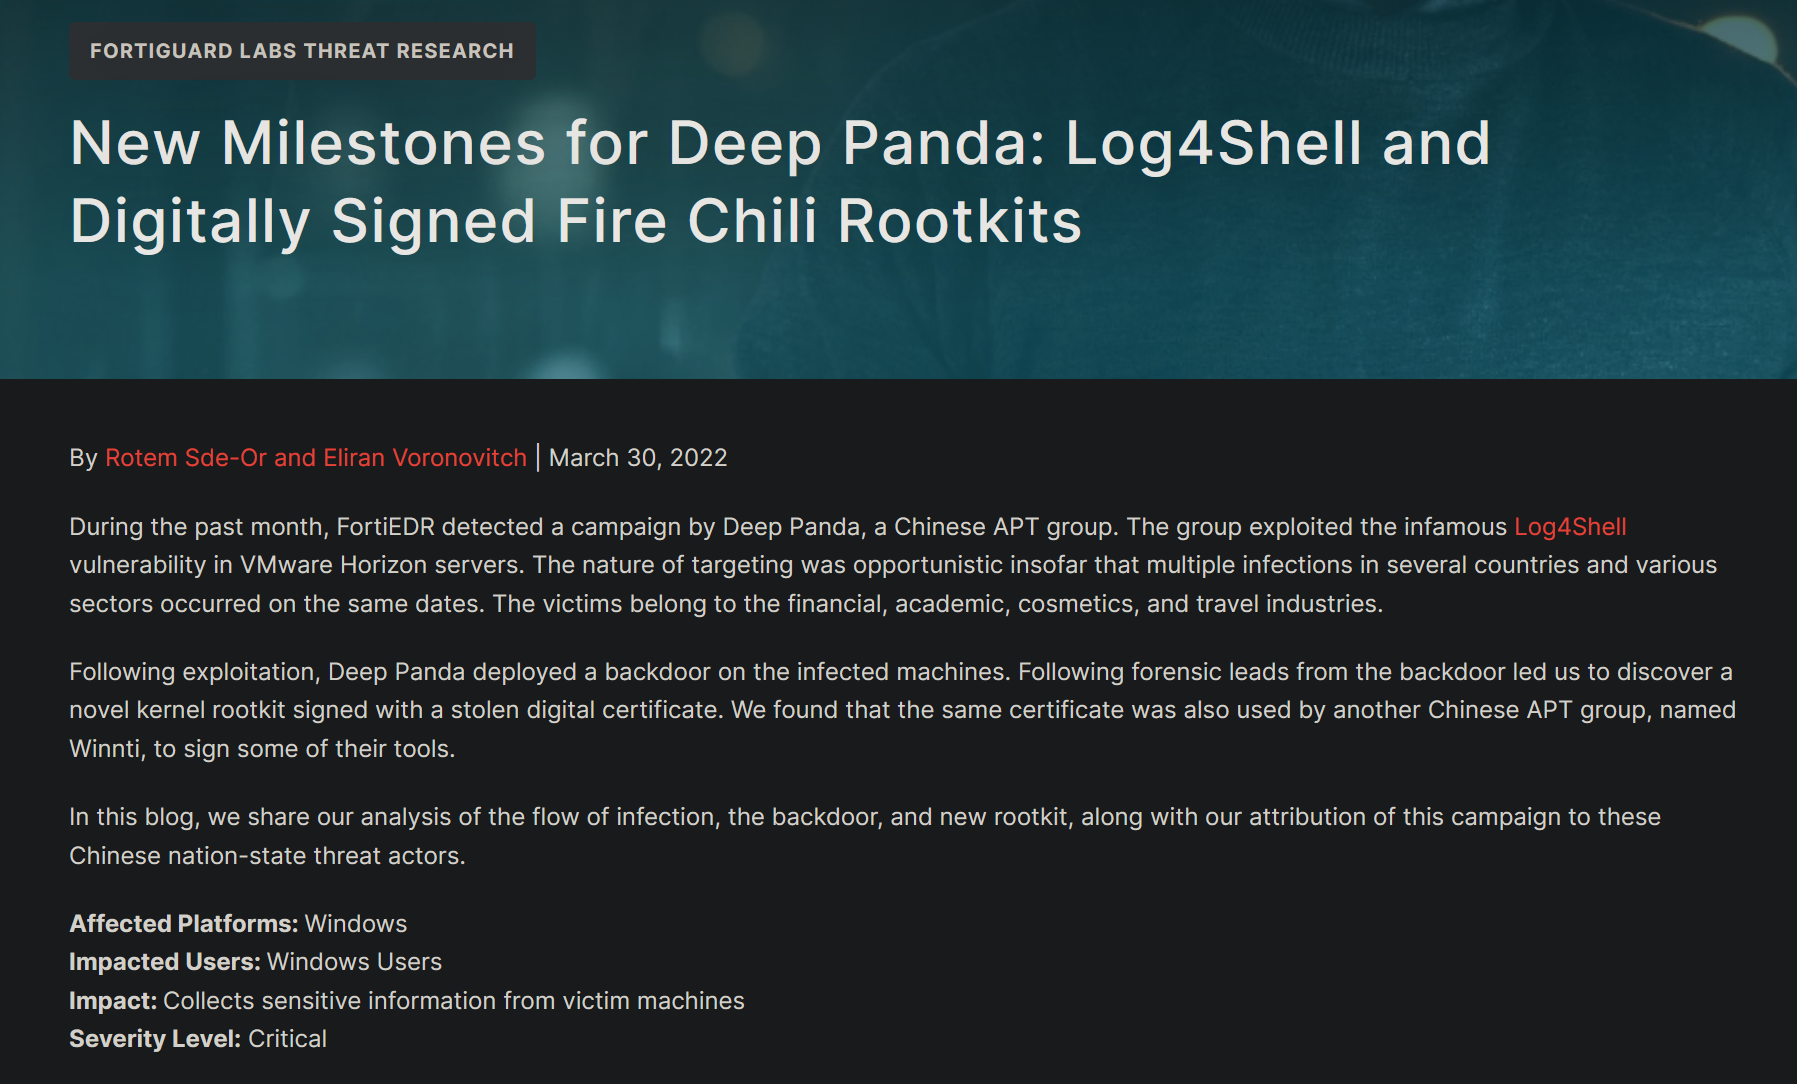 FORTIGUARD LABS THREAT RESEARCH
New Milestones for Deep Panda: Log4Shell and
Digitally Signed Fire Chili Rootkits
By Rotem Sde-Or and Eliran Voronovitch | March 30, 2022
During the past month, FortiEDR detected a campaign by Deep Panda, a Chinese APT group. The group exploited the infamous Log4Shell
vulnerability in VMware Horizon servers. The nature of targeting was opportunistic insofar that multiple infections in several countries and various
sectors occurred on the same dates. The victims belong to the financial, academic, cosmetics, and travel industries.
Following exploitation, Deep Panda deployed a backdoor on the infected machines. Following forensic leads from the backdoor led us to discover a
novel kernel rootkit signed with a stolen digital certificate. We found that the same certificate was also used by another Chinese APT group, named
Winnti, to sign some of their tools.
In this blog, we share our analysis of the flow of infection, the backdoor, and new rootkit, along with our attribution of this campaign to these
Chinese nation-state threat actors.
Affected Platforms: Windows
Impacted Users: Windows Users
Impact: Collects sensitive information from victim machines
Severity Level: Critical